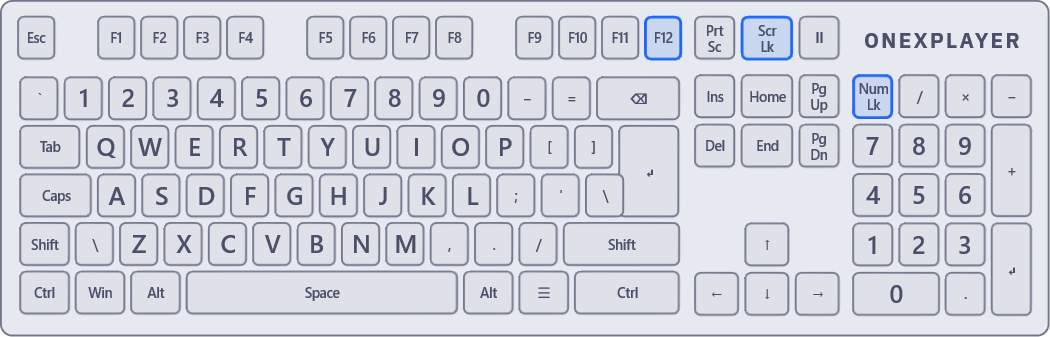 Esc F1 F2 F3 F4 F5 F6 F7 F8 F9 F10 F11 F12 Prt Sc Scr Lk ⏸ ONEXPLAYER
` 1 2 3 4 5 6 7 8 9 0 - = ⌫ Ins Home Pg Up Num Lk / × −
Tab Q W E R T Y U I O P [ ] ↵ Del End Pg Dn 7 8 9 +
Caps A S D F G H J K L ; ' \ 4 5 6
Shift \ Z X C V B N M , . / Shift ↑ 1 2 3 ↵
Ctrl Win Alt Space Alt ☰ Ctrl ← ↓ → 0 .